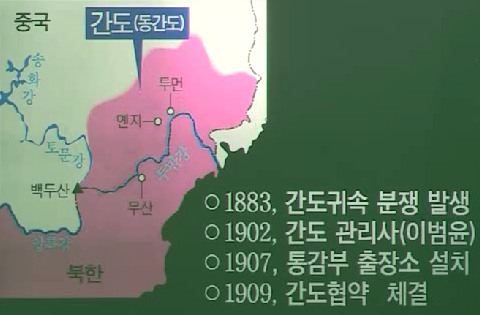 중국
간도(동간도)
송화강
두먼
옌지
토문강
두만강
백두산
무산
압록강
북한
○1883, 간도귀속 분쟁 발생
○1902, 간도 관리사(이범윤)
○1907, 통감부 출장소 설치
○1909, 간도협약 체결